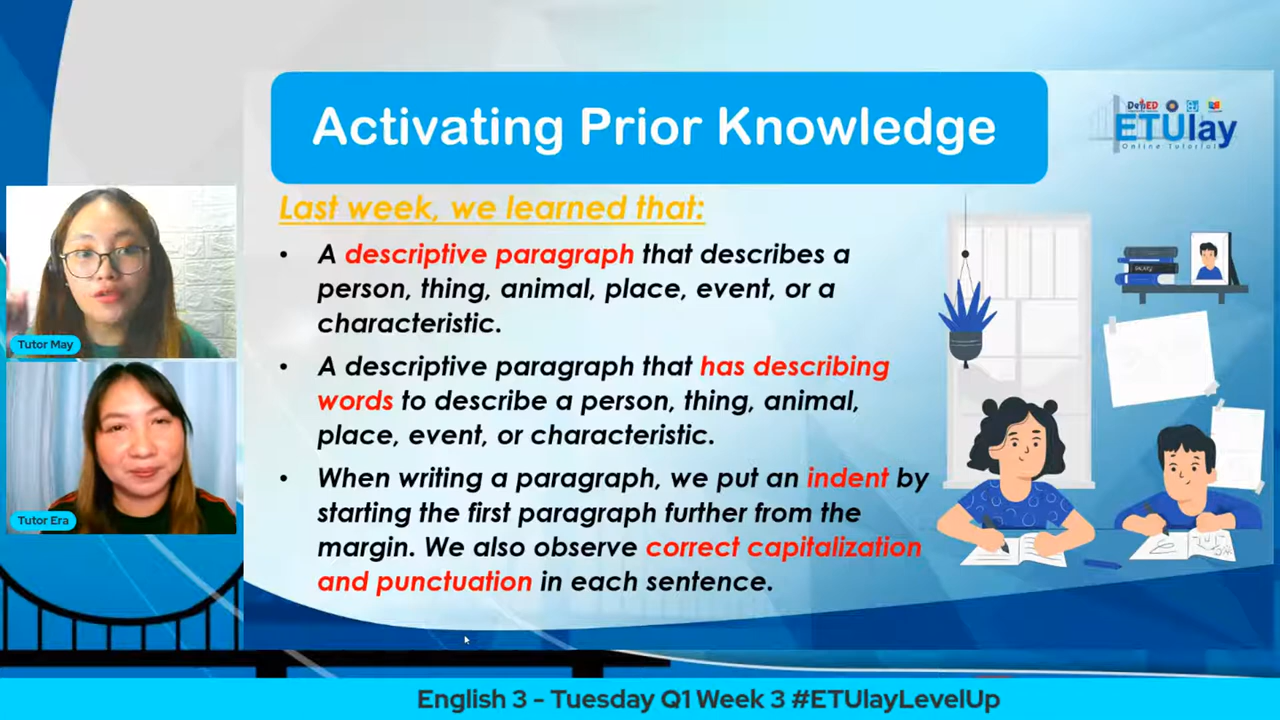 Activating Prior Knowledge
DepED
ETUlay
Online Tutorial
Last week, we learned that:
• A descriptive paragraph that describes a
person, thing, animal, place, event, or a
characteristic.
• A descriptive paragraph that has describing
words to describe a person, thing, animal,
place, event, or characteristic.
• When writing a paragraph, we put an indent by
starting the first paragraph further from the
margin. We also observe correct capitalization
and punctuation in each sentence.
Tutor May
Tutor Era
English 3 - Tuesday Q1 Week 3 #ETUlayLevelUp